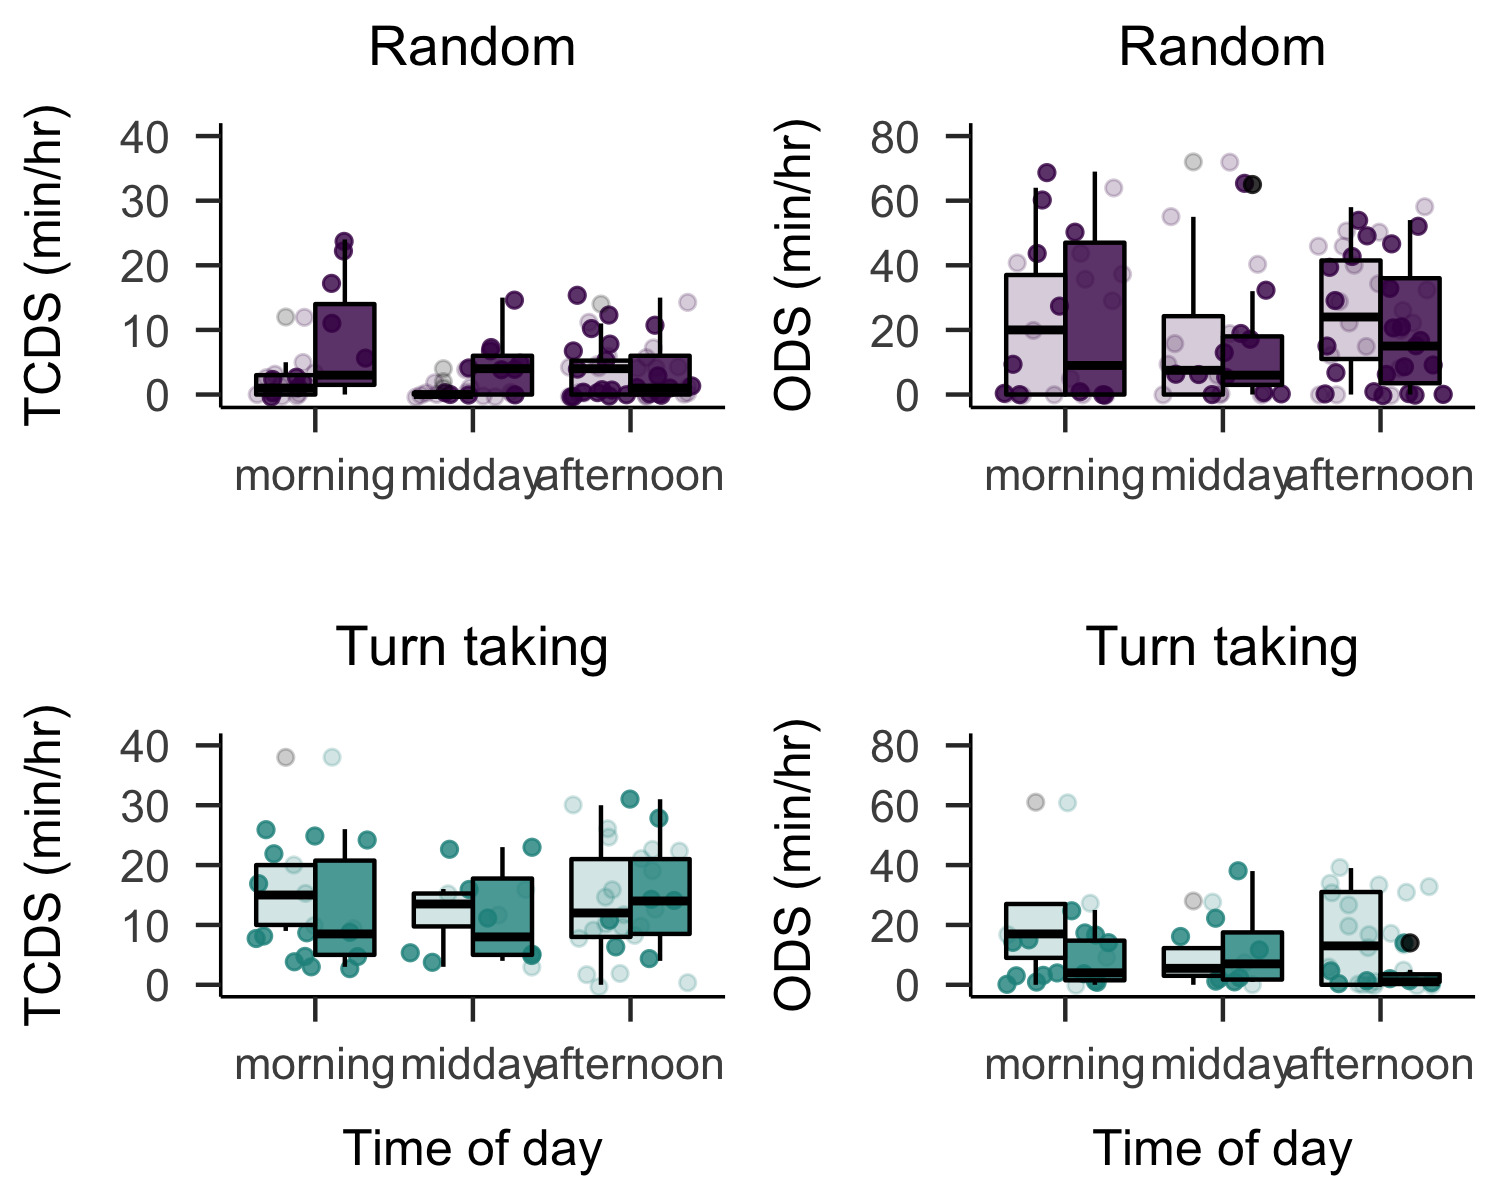 Random
Random
TCDS (min/hr)
40
30
20
10
0
morning midday afternoon
ODS (min/hr)
80
60
40
20
0
morning midday afternoon
Turn taking
Turn taking
TCDS (min/hr)
40
30
20
10
0
morning midday afternoon
Time of day
ODS (min/hr)
80
60
40
20
0
morning midday afternoon
Time of day